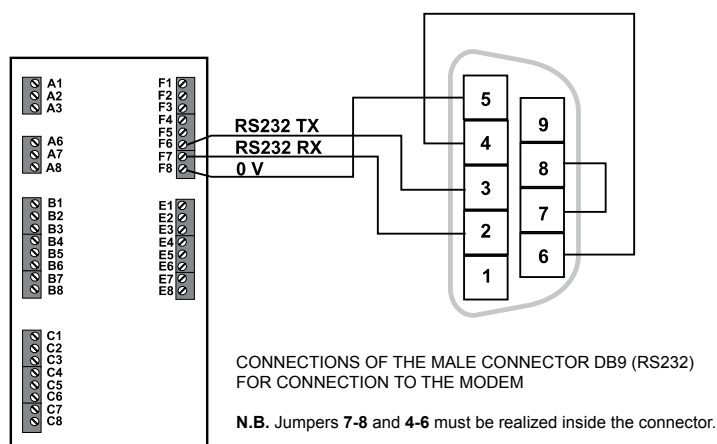 A1
A2
A3
A6
A7
A8
B1
B2
B3
B4
B5
B6
B7
B8
C1
C2
C3
C4
C5
C6
C7
C8
F1
F2
F3
F4
F5
F6
F7
F8
E1
E2
E3
E4
E5
E6
E7
E8
RS232 TX
RS232 RX
0 V
5
4
3
2
1
9
8
7
6
CONNECTIONS OF THE MALE CONNECTOR DB9 (RS232)
FOR CONNECTION TO THE MODEM
N.B. Jumpers 7-8 and 4-6 must be realized inside the connector.